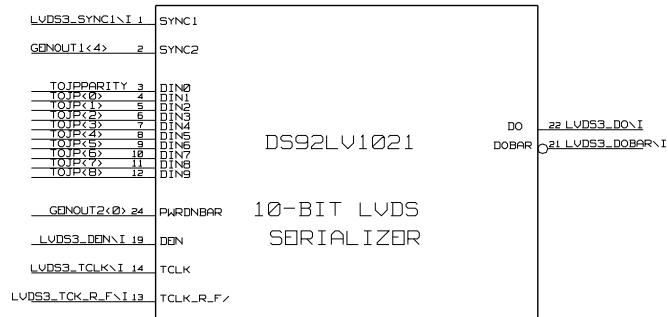 LVDS3_SYNC1\I 1 SYNC1
GEINOUT1<4> 2 SYNC2
TOJPPARITY 3 DIN0
TOJP<0> 4 DIN1
TOJP<1> 5 DIN2
TOJP<2> 6 DIN3
TOJP<3> 7 DIN4
TOJP<4> 8 DIN5
TOJP<5> 9 DIN6
TOJP<6> 10 DIN7
TOJP<7> 11 DIN8
TOJP<8> 12 DIN9
DO 22 LVDS3_DO\I
DS92LV1021
DOBAR 21 LVDS3_DOBAR\I
GEINOUT2<0> 24 PWRDNBAR
10-BIT LVDS
LVDS3_DEN\I 19 DEN
SERIALIZER
LVDS3_TCLK\I 14 TCLK
LVDS3_TCK_R_F\I 13 TCLK_R_F/